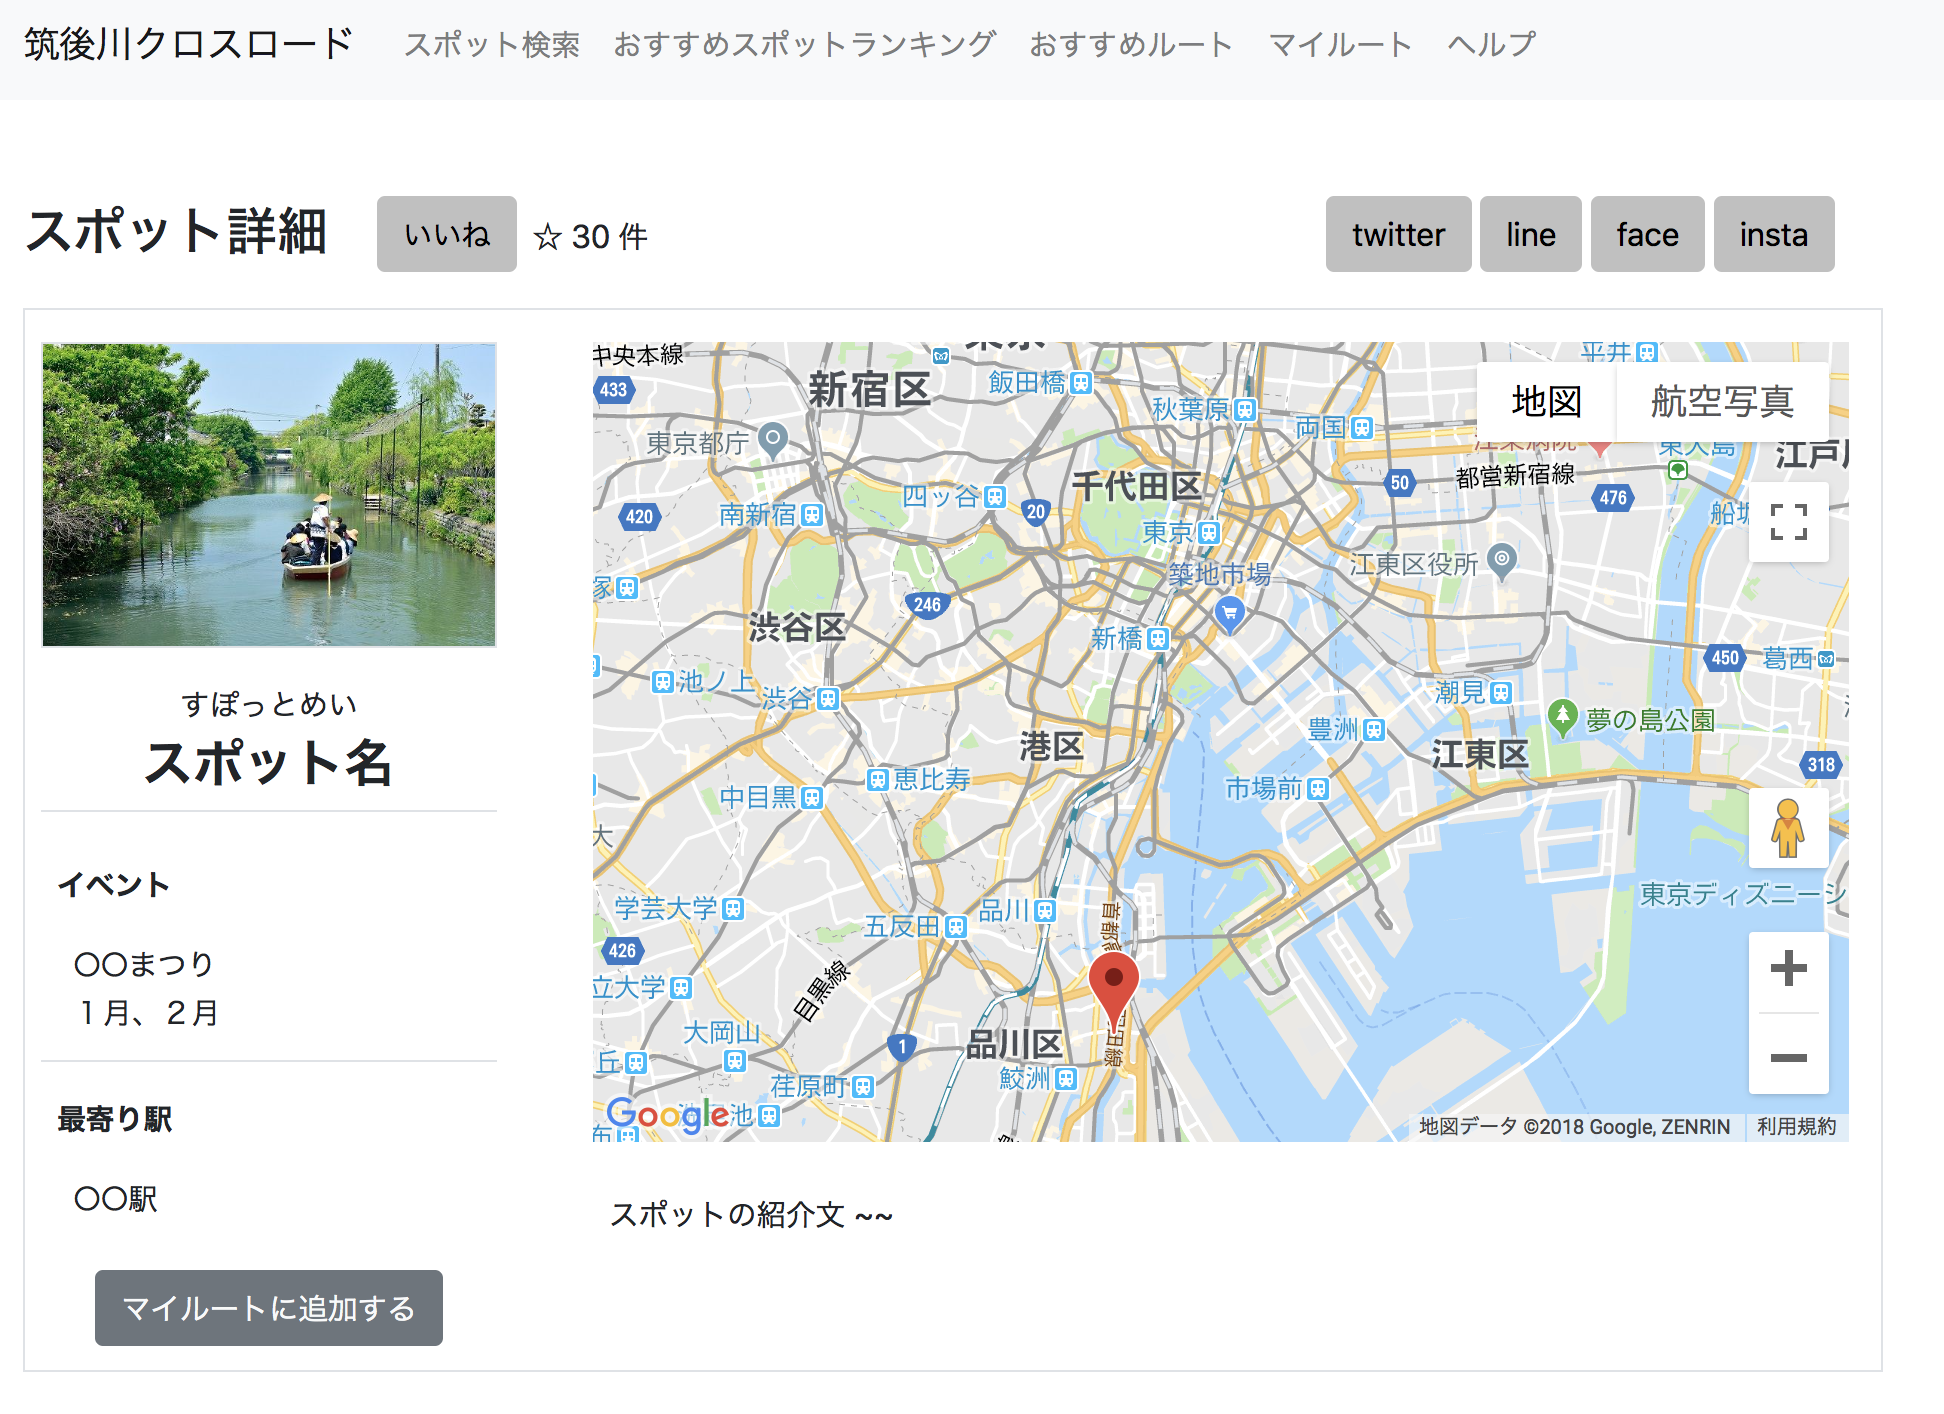 筑後川クロスロード スポット検索 おすすめスポットランキング おすすめルート マイルート ヘルプ
スポット詳細 いいね ☆ 30 件 twitter line face insta
すぽっとめい
スポット名
イベント
〇〇まつり
１月、２月
最寄り駅
〇〇駅
マイルートに追加する
中央本線
平井
433
新宿区
飯田橋
地図 航空写真
秋葉原
両国
東京都庁
東大島
千代田区
都営新宿線
50
476
四ッ谷
20
420
南新宿
東京
江東区役所
築地市場
246
渋谷区
新橋
450
葛西
池ノ上
渋谷
潮見
豊洲
夢の島公園
港区
江東区
318
恵比寿
中目黒
市場前
東京ディズニーシ
学芸大学
品川
五反田
426
立大学
目黒線
大岡山
1
品川区
羽田線
丘
荏原町
鮫洲
Google
地図データ ©2018 Google, ZENRIN 利用規約
スポットの紹介文 ~~